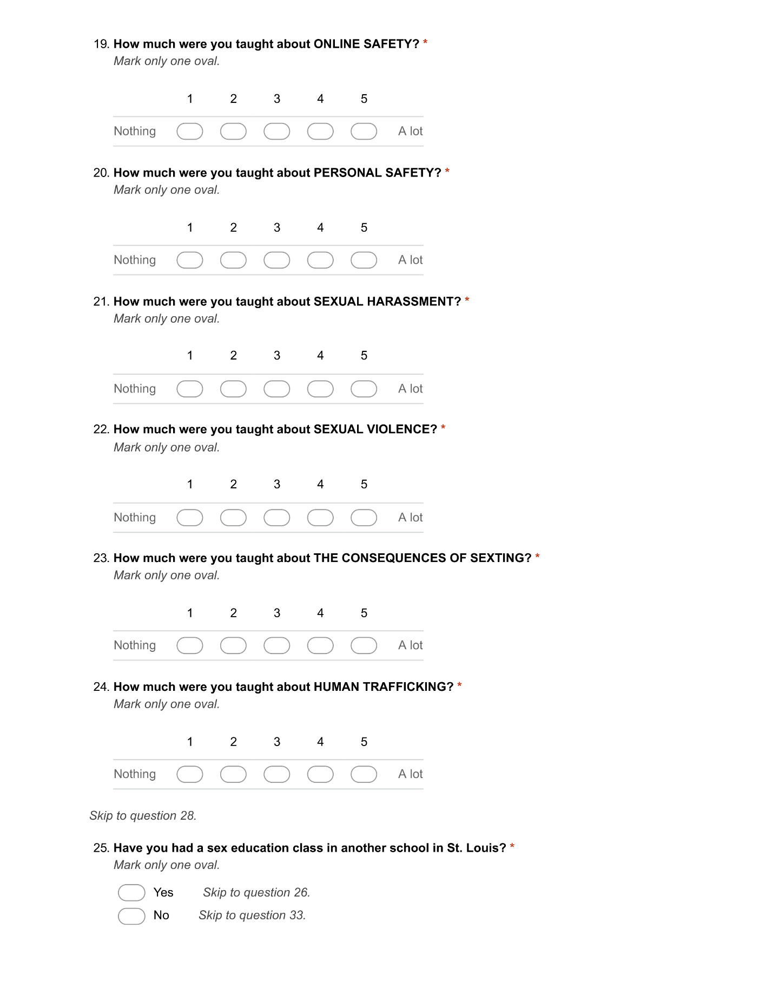 19. How much were you taught about ONLINE SAFETY? *
Mark only one oval.
1 2 3 4 5
Nothing A lot
20. How much were you taught about PERSONAL SAFETY? *
Mark only one oval.
1 2 3 4 5
Nothing A lot
21. How much were you taught about SEXUAL HARASSMENT? *
Mark only one oval.
1 2 3 4 5
Nothing A lot
22. How much were you taught about SEXUAL VIOLENCE? *
Mark only one oval.
1 2 3 4 5
Nothing A lot
23. How much were you taught about THE CONSEQUENCES OF SEXTING? *
Mark only one oval.
1 2 3 4 5
Nothing A lot
24. How much were you taught about HUMAN TRAFFICKING? *
Mark only one oval.
1 2 3 4 5
Nothing A lot
Skip to question 28.
25. Have you had a sex education class in another school in St. Louis? *
Mark only one oval.
Yes Skip to question 26.
No Skip to question 33.